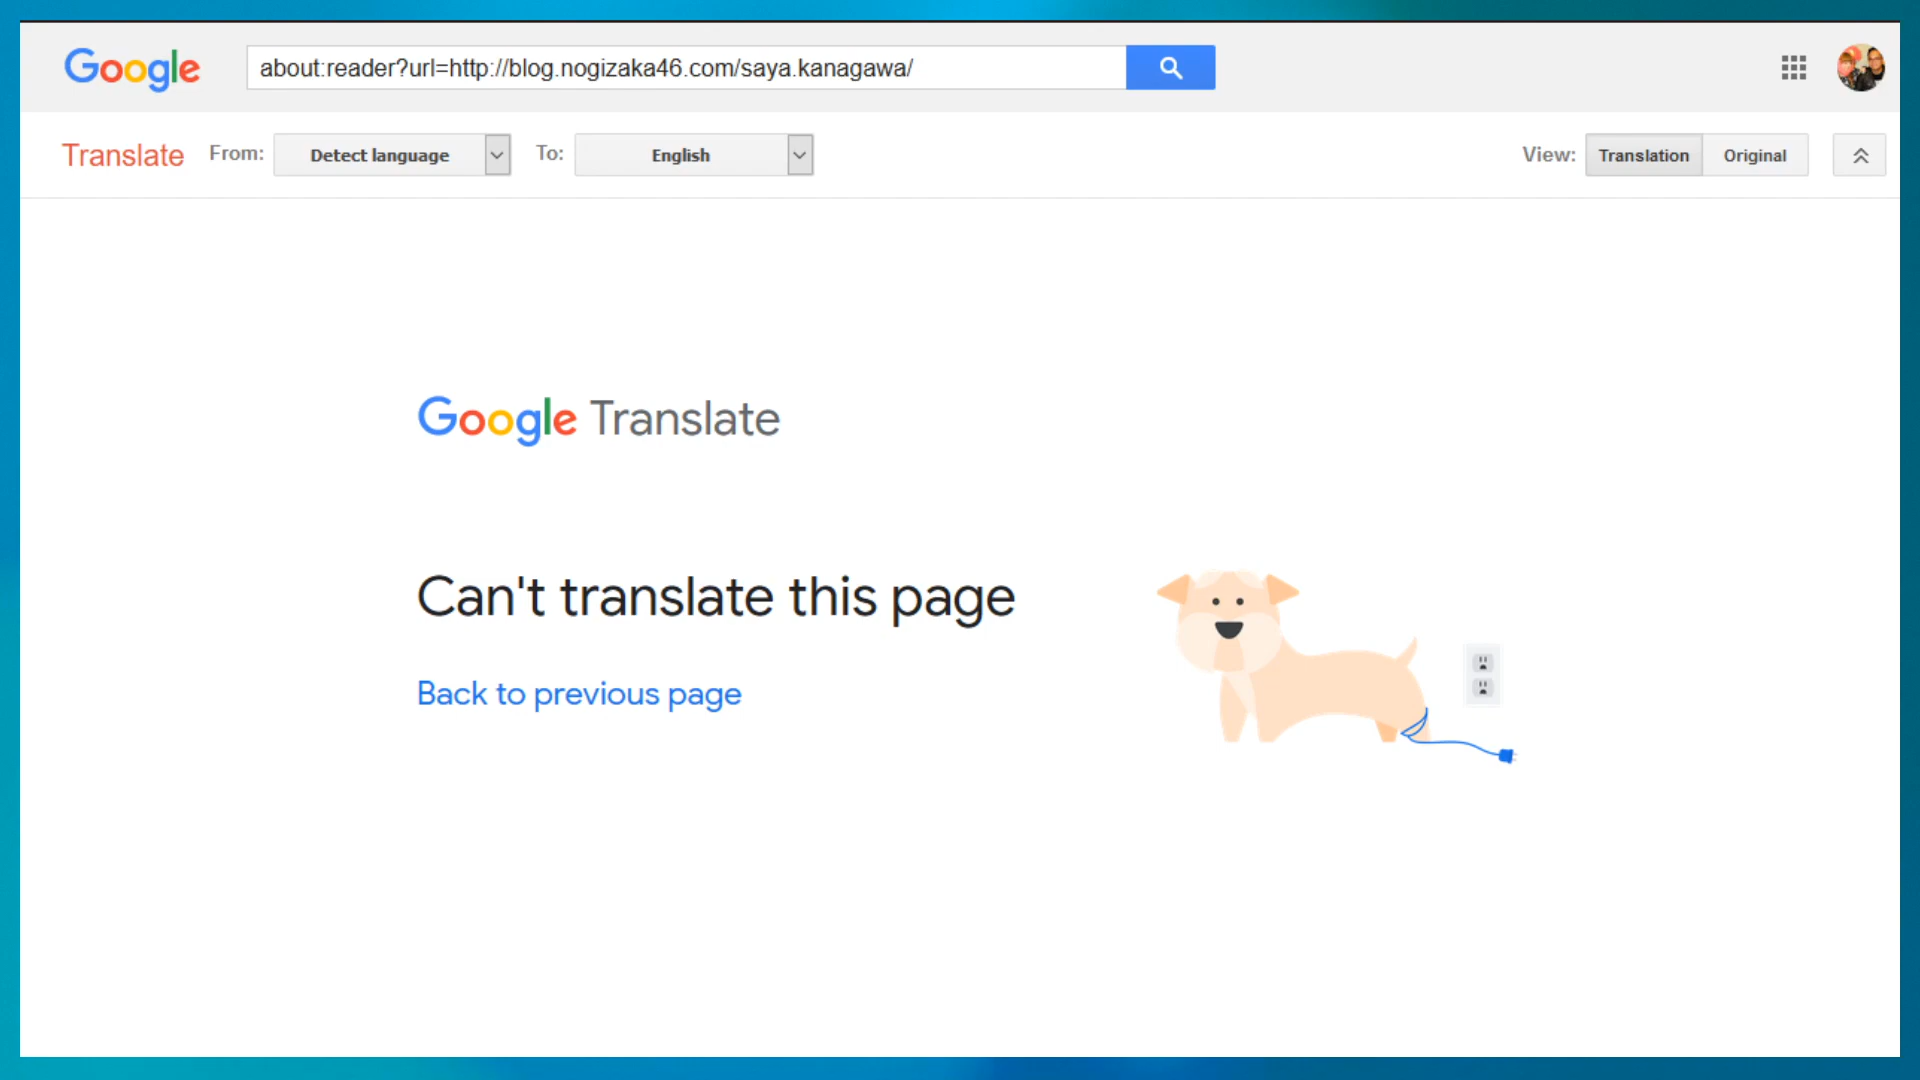 Google about:reader?url=http://blog.nogizaka46.com/saya.kanagawa/
Translate From: Detect language To: English View: Translation Original
Google Translate
Can't translate this page
Back to previous page